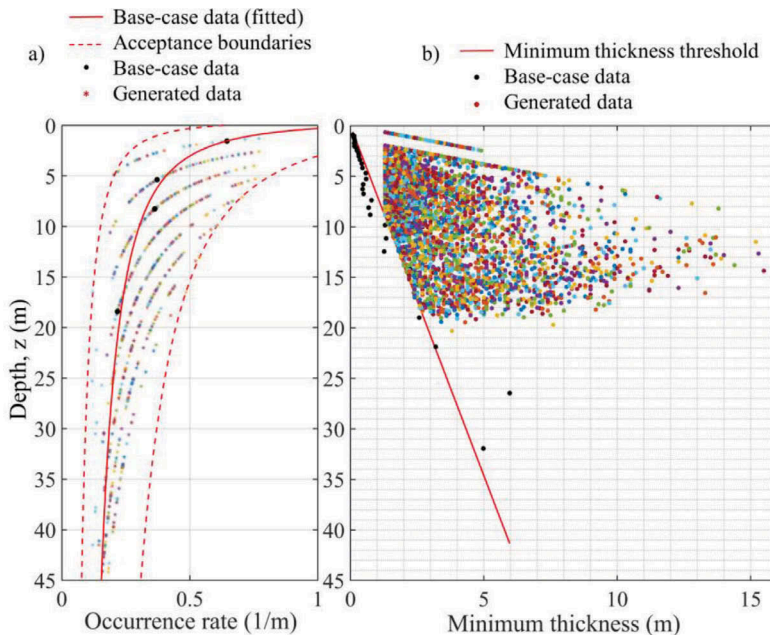 Base-case data (fitted)
Acceptance boundaries
a)
Base-case data
Generated data
b)
Minimum thickness threshold
Base-case data
Generated data
0
5
10
15
20
25
30
35
40
45
Depth, z (m)
0
0.5
1
Occurrence rate (1/m)
0
5
10
15
20
25
30
35
40
45
0
5
10
15
Minimum thickness (m)